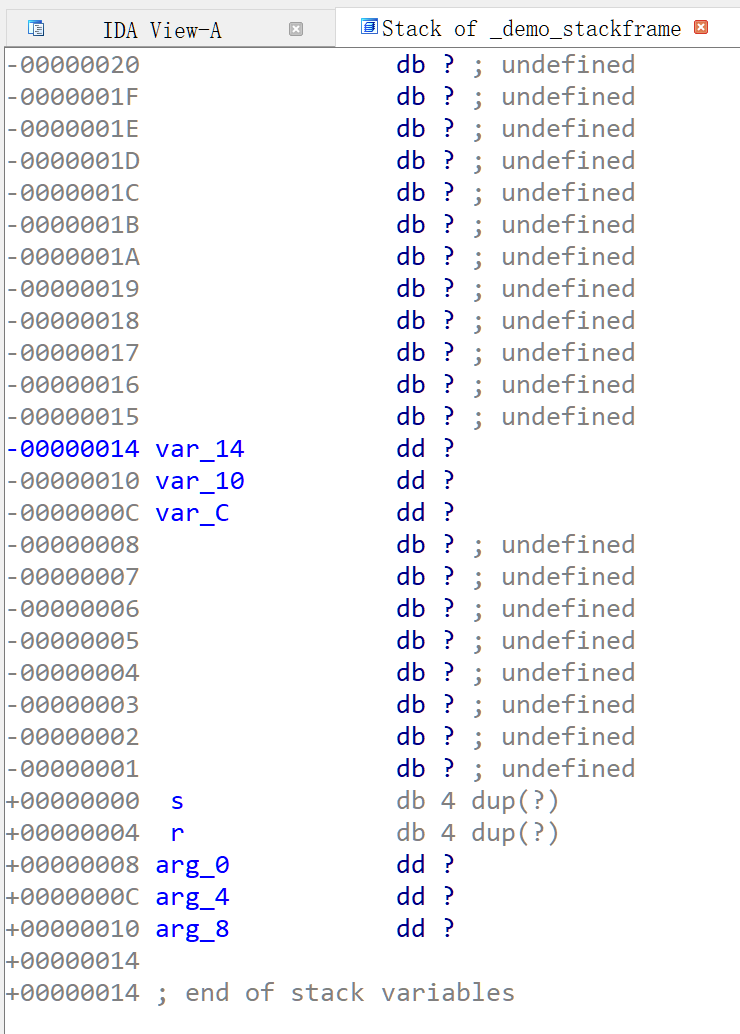 IDA View-A Stack of _demo_stackframe
-00000020 db ? ; undefined
-0000001F db ? ; undefined
-0000001E db ? ; undefined
-0000001D db ? ; undefined
-0000001C db ? ; undefined
-0000001B db ? ; undefined
-0000001A db ? ; undefined
-00000019 db ? ; undefined
-00000018 db ? ; undefined
-00000017 db ? ; undefined
-00000016 db ? ; undefined
-00000015 db ? ; undefined
-00000014 var_14 dd ?
-00000010 var_10 dd ?
-0000000C var_C dd ?
-00000008 db ? ; undefined
-00000007 db ? ; undefined
-00000006 db ? ; undefined
-00000005 db ? ; undefined
-00000004 db ? ; undefined
-00000003 db ? ; undefined
-00000002 db ? ; undefined
-00000001 db ? ; undefined
+00000000 s db 4 dup(?)
+00000004 r db 4 dup(?)
+00000008 arg_0 dd ?
+0000000C arg_4 dd ?
+00000010 arg_8 dd ?
+00000014
+00000014 ; end of stack variables